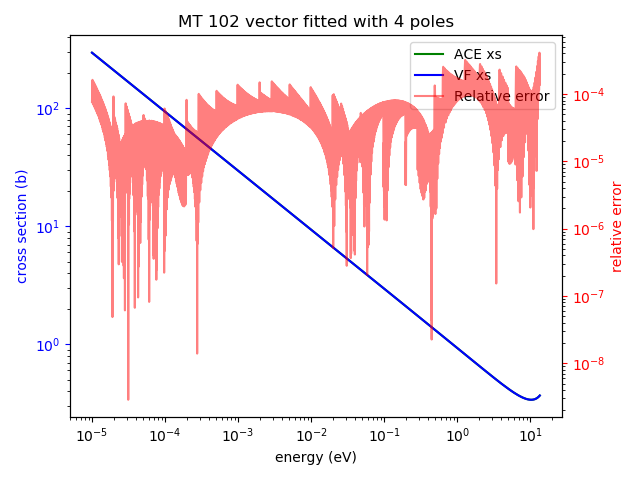 MT 102 vector fitted with 4 poles
ACE xs
VF xs
Relative error
cross section (b)
10²
10¹
10⁰
relative error
10⁻⁴
10⁻⁵
10⁻⁶
10⁻⁷
10⁻⁸
10⁻⁵ 10⁻⁴ 10⁻³ 10⁻² 10⁻¹ 10⁰ 10¹
energy (eV)